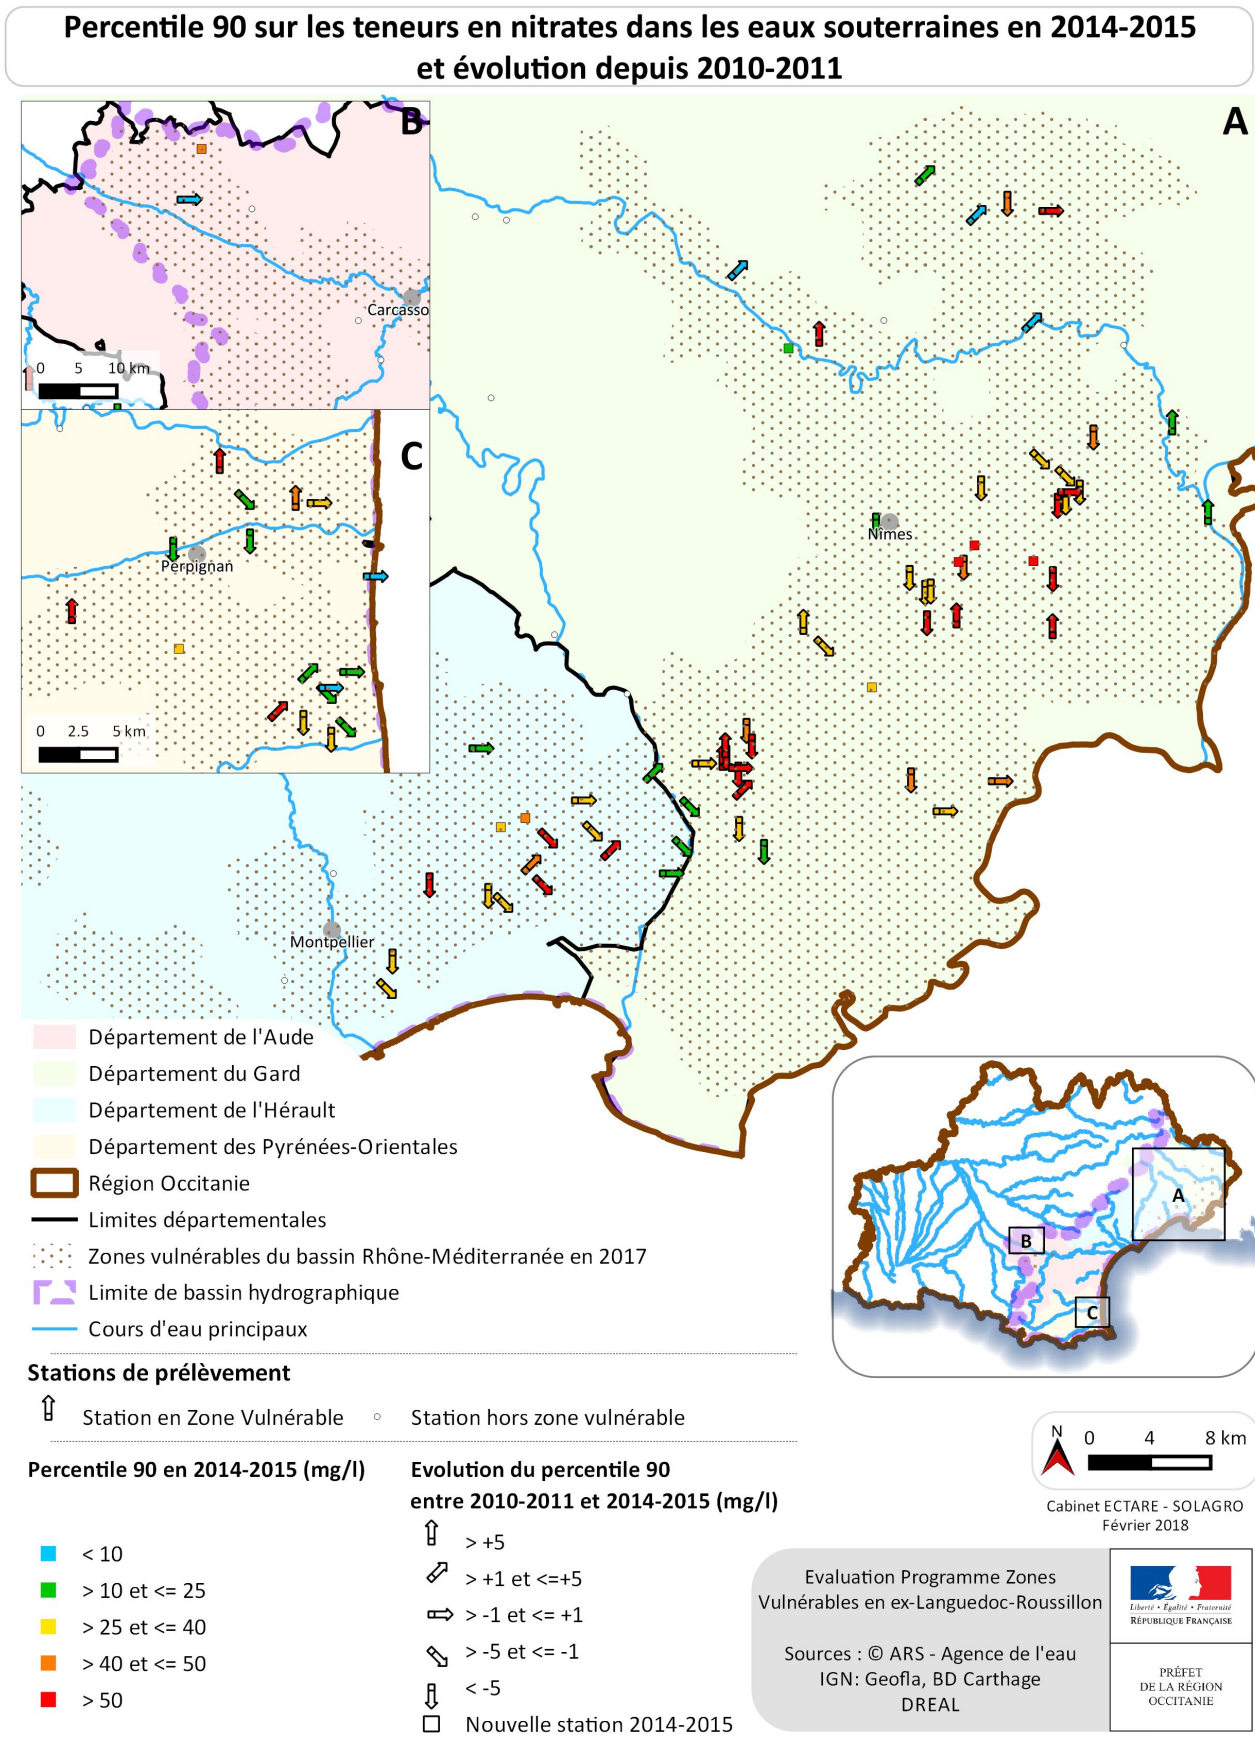 Percentile 90 sur les teneurs en nitrates dans les eaux souterraines en 2014-2015
et évolution depuis 2010-2011
B
A
Carcasso
0 5 10 km
C
Perpignan
0 2.5 5 km
Nîmes
Montpellier
Département de l'Aude
Département du Gard
Département de l'Hérault
Département des Pyrénées-Orientales
Région Occitanie
Limites départementales
Zones vulnérables du bassin Rhône-Méditerranée en 2017
Limite de bassin hydrographique
Cours d'eau principaux
A
B
C
Stations de prélèvement
Station en Zone Vulnérable
Station hors zone vulnérable
Percentile 90 en 2014-2015 (mg/l)
< 10
> 10 et <= 25
> 25 et <= 40
> 40 et <= 50
> 50
Evolution du percentile 90
entre 2010-2011 et 2014-2015 (mg/l)
> +5
> +1 et <=+5
> -1 et <= +1
> -5 et <= -1
< -5
Nouvelle station 2014-2015
N
0 4 8 km
Cabinet ECTARE - SOLAGRO
Février 2018
Evaluation Programme Zones
Vulnérables en ex-Languedoc-Roussillon
Sources : © ARS - Agence de l'eau
IGN: Geofla, BD Carthage
DREAL
Liberté • Égalité • Fraternité
RÉPUBLIQUE FRANÇAISE
PRÉFET
DE LA RÉGION
OCCITANIE